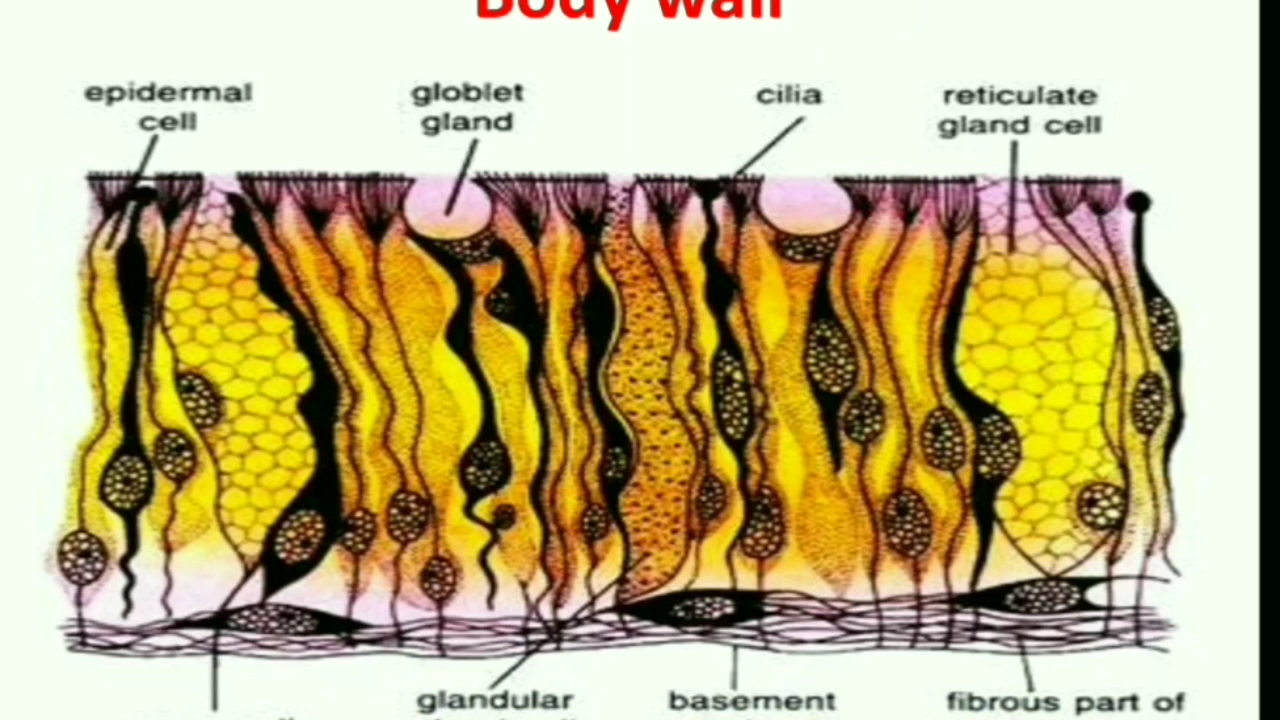 Body wall
epidermal
cell
globlet
gland
cilia
reticulate
gland cell
glandular
basement
fibrous part of